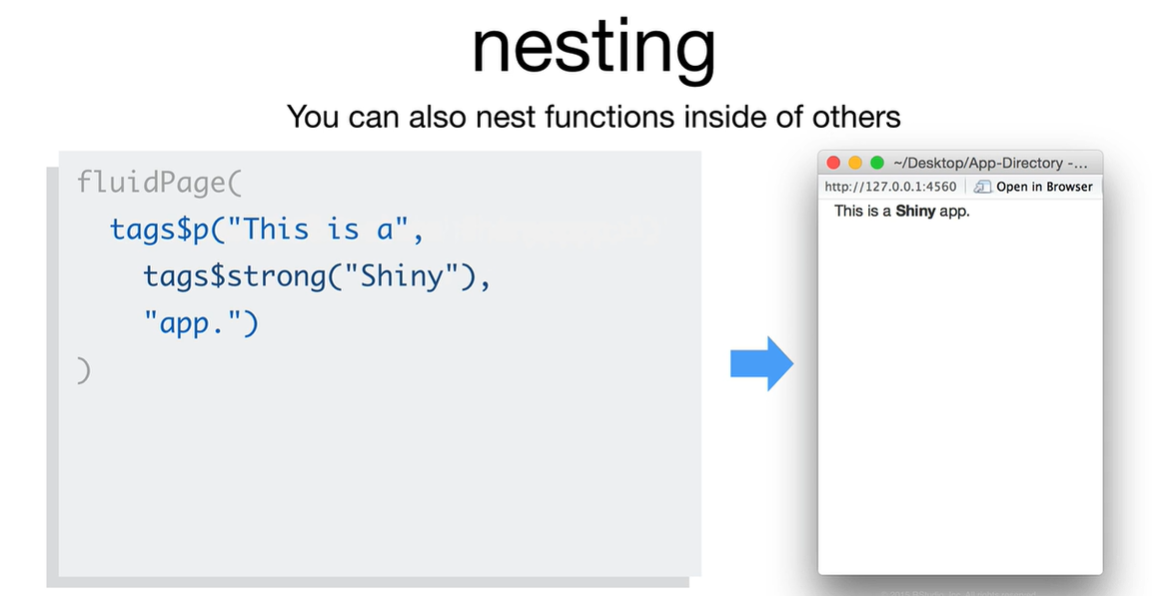 nesting
You can also nest functions inside of others
fluidPage(
tags$p("This is a",
tags$strong("Shiny"),
"app.")
)
~/Desktop/App-Directory -...
http://127.0.0.1:4560 Open in Browser
This is a Shiny app.